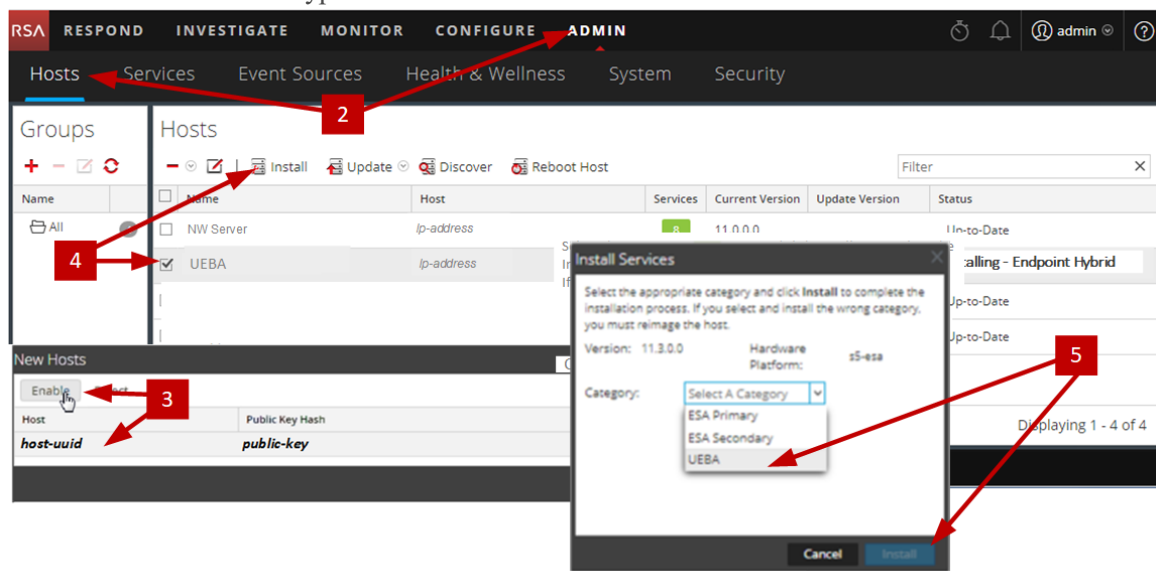 RSA RESPOND INVESTIGATE MONITOR CONFIGURE ADMIN admin ?
Hosts Services Event Sources Health & Wellness System Security
2
Groups
Hosts
Install Update Discover Reboot Host
Filter X
Name
Name Host Services Current Version Update Version Status
All
NW Server Ip-address 8 11.0.0.0 Up-to-Date
4
UEBA Ip-address
alling - Endpoint Hybrid
Up-to-Date
Up-to-Date
Displaying 1 - 4 of 4
New Hosts
Enable
3
Host Public Key Hash
host-uuid public-key
Install Services X
Select the appropriate category and click Install to complete the
installation process. If you select and install the wrong category,
you must reimage the host.
Version: 11.3.0.0 Hardware
Platform: s5-esa
5
Category: Select A Category
ESA Primary
ESA Secondary
UEBA
Cancel Install